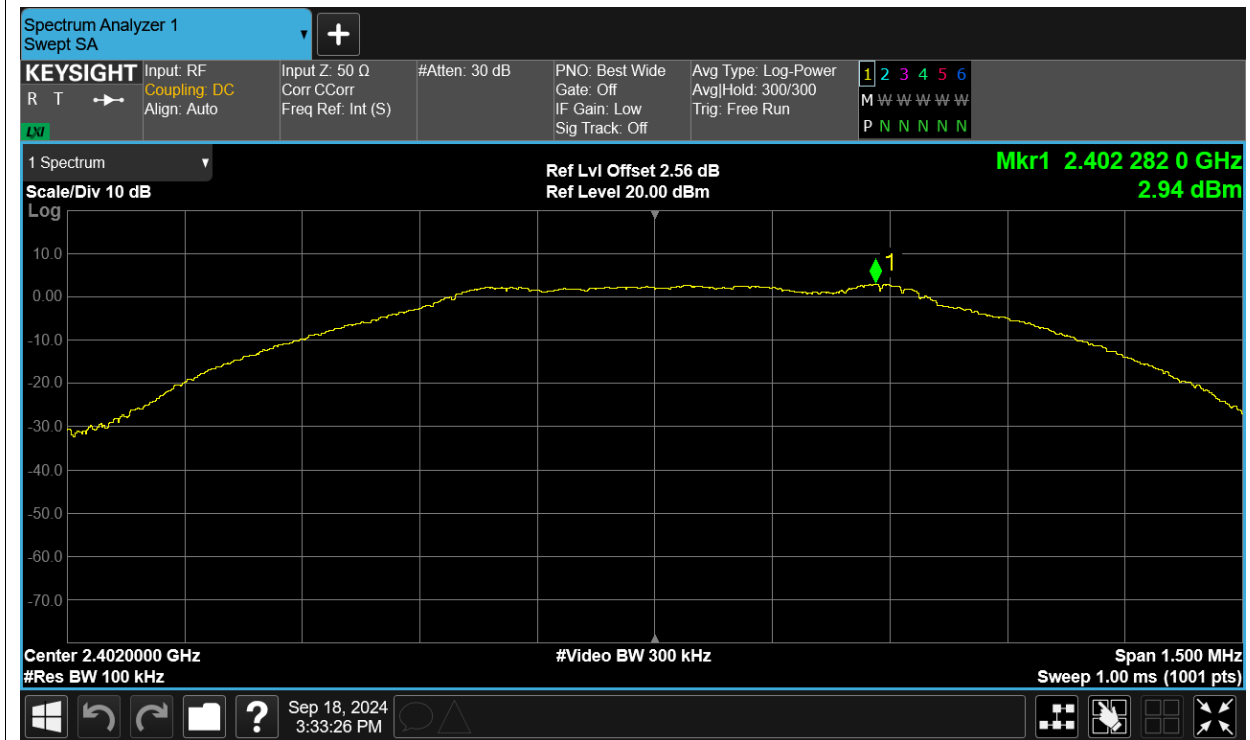 Spectrum Analyzer 1
Swept SA
KEYSIGHT
R T
LXI
Input: RF
Coupling: DC
Align: Auto
Input Z: 50 Ω
Corr CCorr
Freq Ref: Int (S)
#Atten: 30 dB
PNO: Best Wide
Gate: Off
IF Gain: Low
Sig Track: Off
Avg Type: Log-Power
Avg|Hold: 300/300
Trig: Free Run
1 2 3 4 5 6
M W W W W W
P N N N N N
1 Spectrum
Scale/Div 10 dB
Log
Ref Lvl Offset 2.56 dB
Ref Level 20.00 dBm
Mkr1 2.402 282 0 GHz
2.94 dBm
1
10.0
0.00
-10.0
-20.0
-30.0
-40.0
-50.0
-60.0
-70.0
Center 2.4020000 GHz
#Res BW 100 kHz
#Video BW 300 kHz
Span 1.500 MHz
Sweep 1.00 ms (1001 pts)
?
Sep 18, 2024
3:33:26 PM